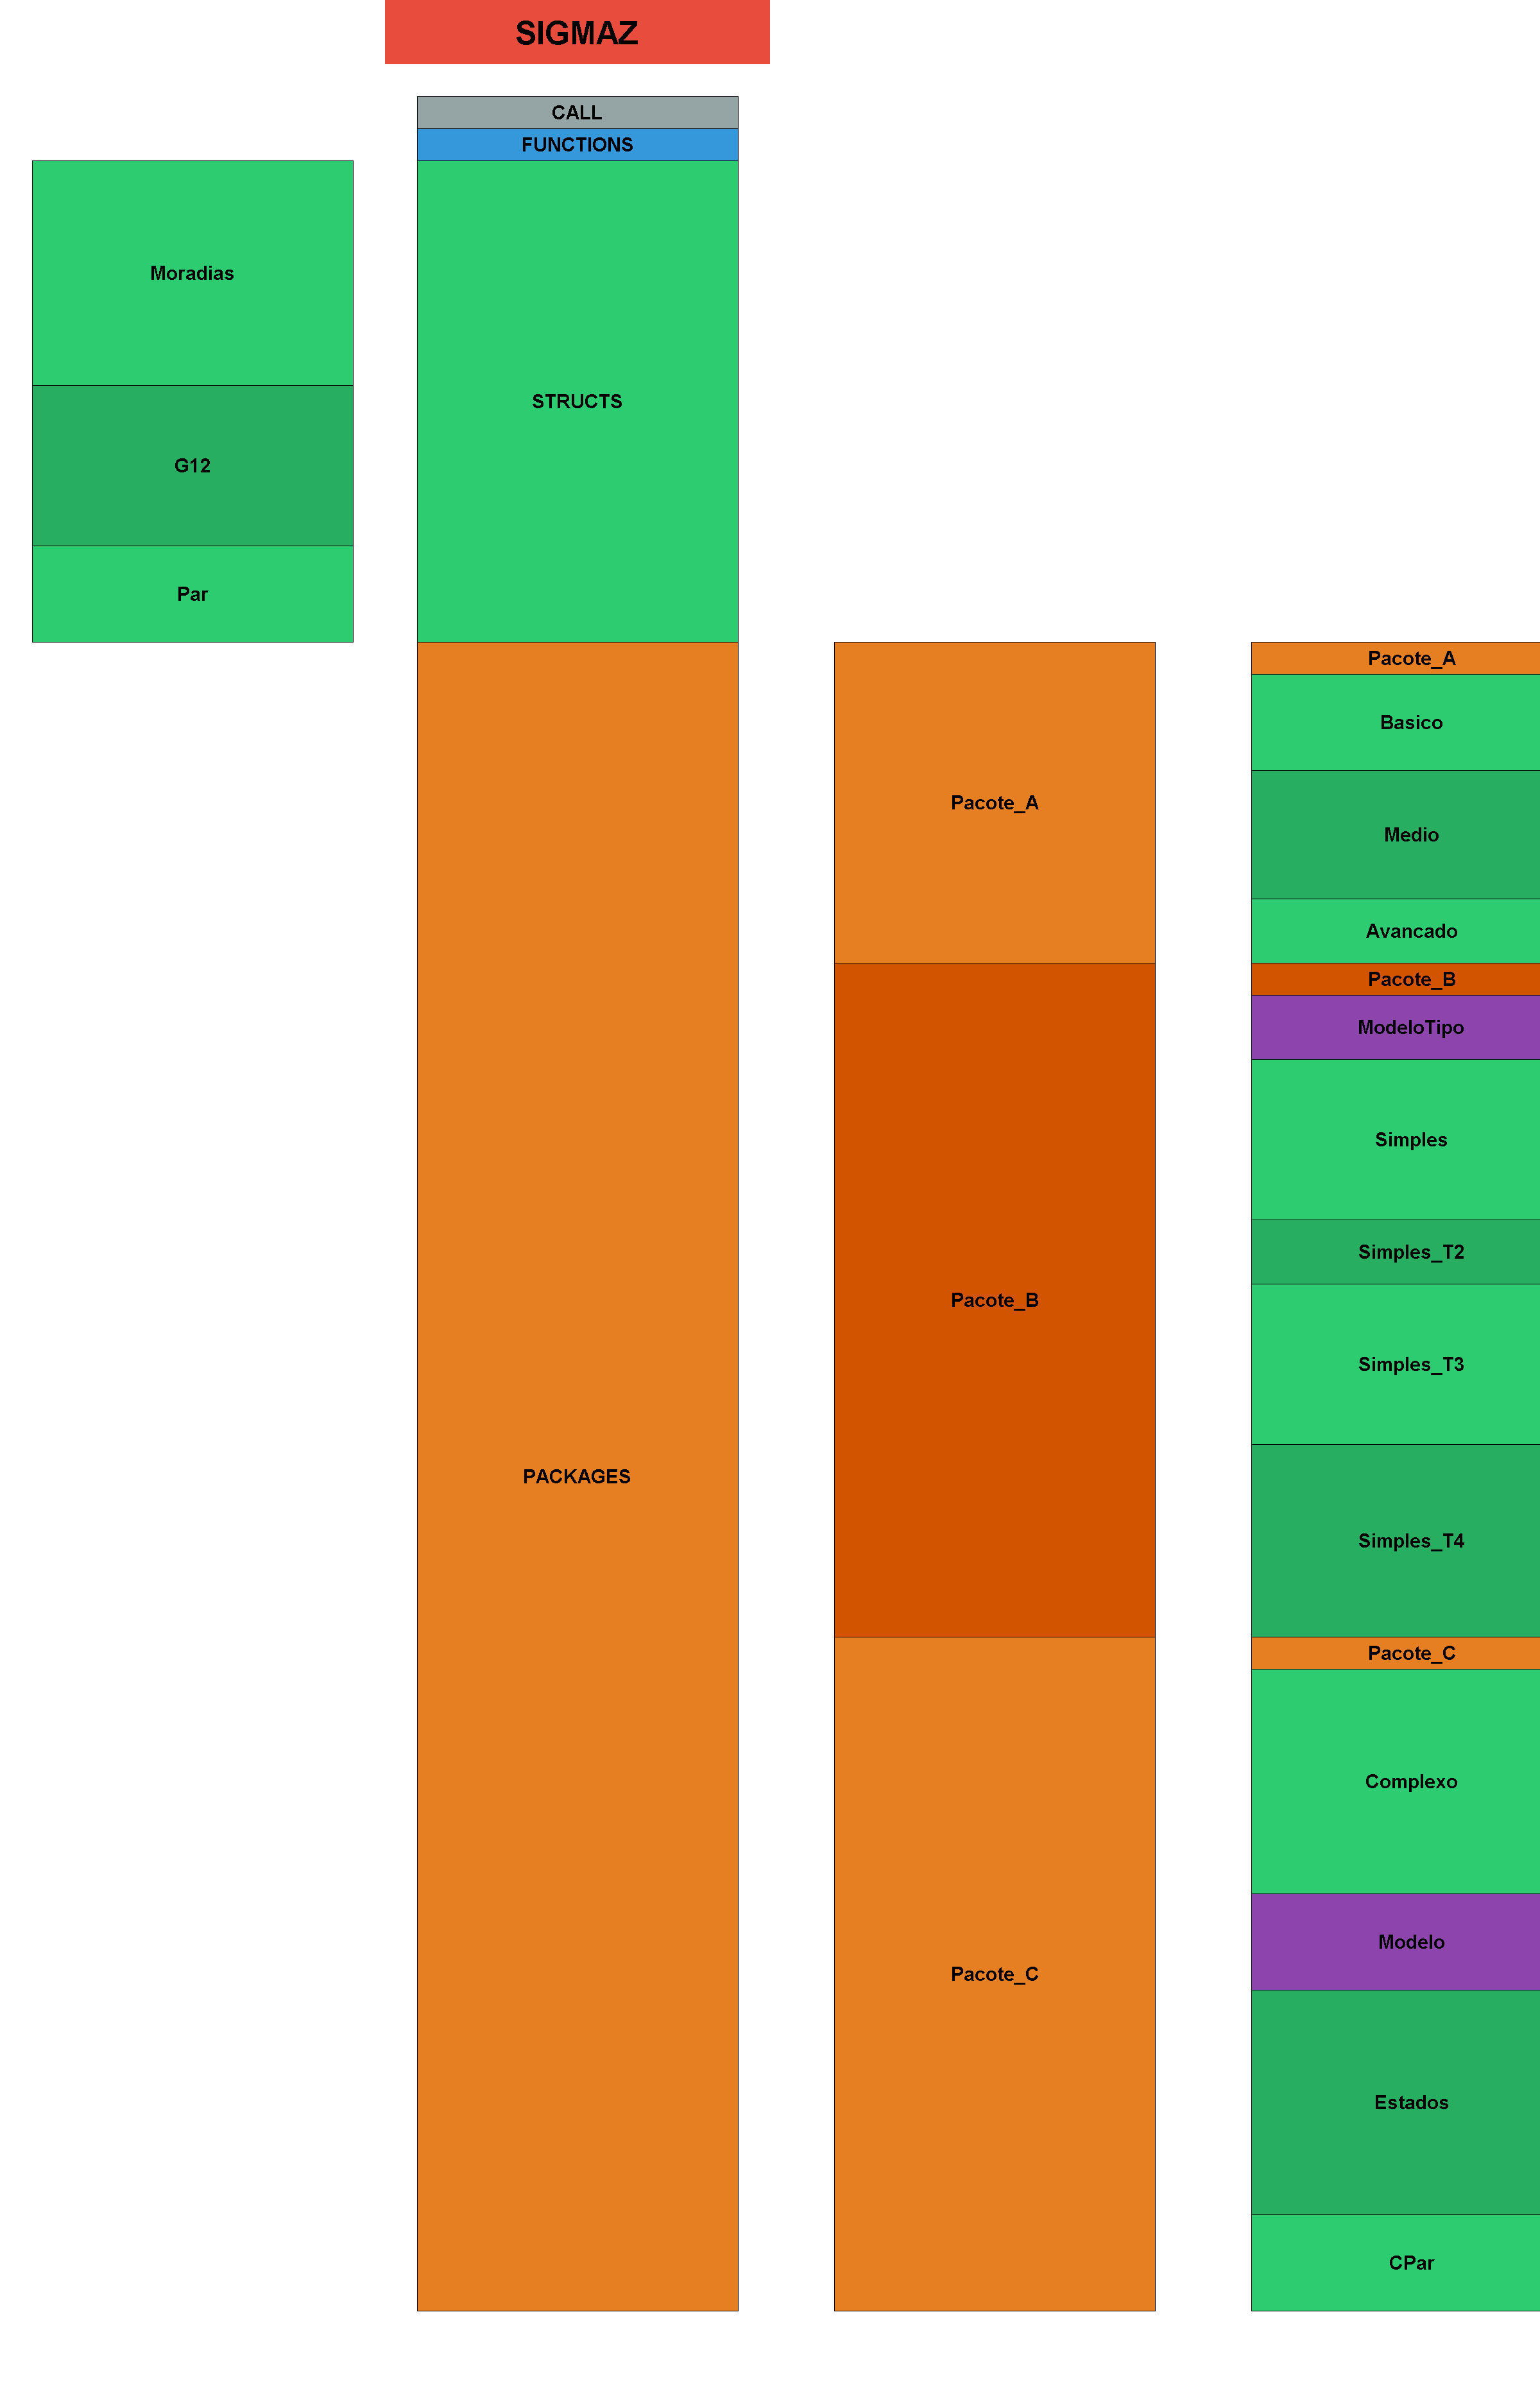 SIGMAZ
CALL
FUNCTIONS
STRUCTS
PACKAGES
Moradias
G12
Par
Pacote_A
Pacote_B
Pacote_C
Pacote_A
Basico
Medio
Avancado
Pacote_B
ModeloTipo
Simples
Simples_T2
Simples_T3
Simples_T4
Pacote_C
Complexo
Modelo
Estados
CPar